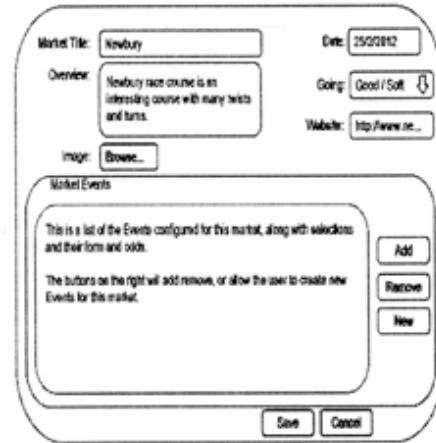 Market Title: Newbury Date: 25/2/2012
Overview: Newbury race course is an
interesting course with many twists
and turns.
Going: Good / Soft
Website: http://www.ne...
Image: Browse...
Market Events
This is a list of the Events configured for this market, along with selections
and their form and odds.
The buttons on the right will add remove, or allow the user to create new
Events for this market.
Add
Remove
New
Save Cancel